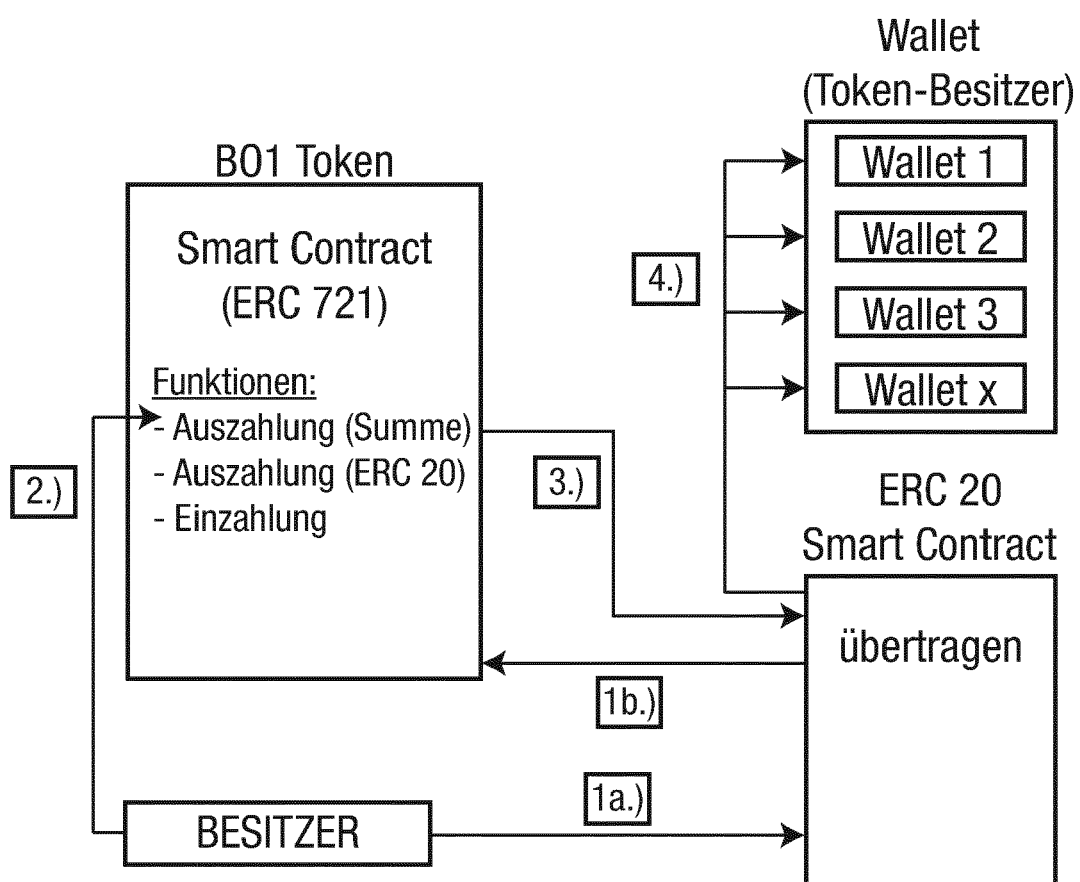 Wallet
(Token-Besitzer)
Wallet 1
Wallet 2
Wallet 3
Wallet x
BO1 Token
Smart Contract
(ERC 721)
Funktionen:
- Auszahlung (Summe)
- Auszahlung (ERC 20)
- Einzahlung
4.)
2.)
3.)
ERC 20
Smart Contract
übertragen
1b.)
1a.)
BESITZER